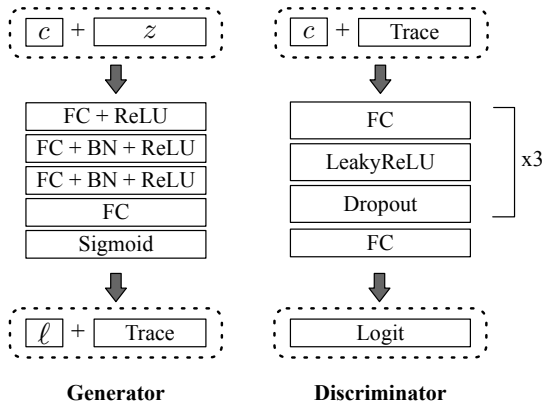 c + z
FC + ReLU
FC + BN + ReLU
FC + BN + ReLU
FC
Sigmoid
ℓ + Trace
Generator
c + Trace
FC
LeakyReLU
Dropout
x3
FC
Logit
Discriminator